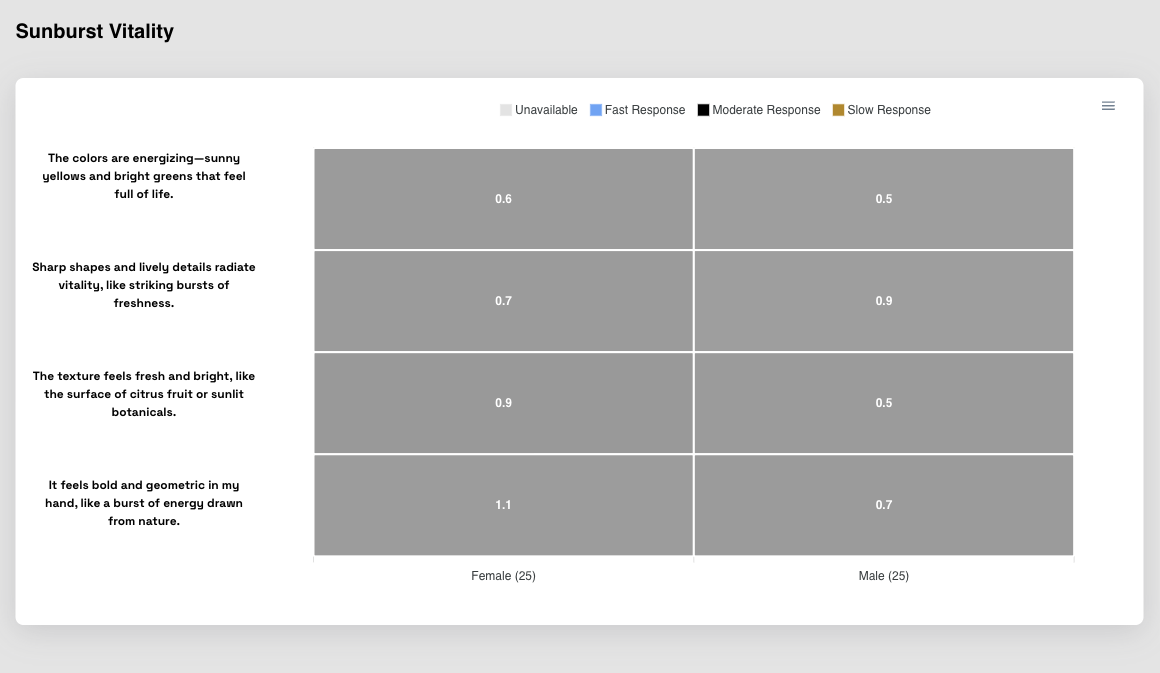 Sunburst Vitality
Unavailable Fast Response Moderate Response Slow Response
The colors are energizing—sunny
yellows and bright greens that feel
full of life.
0.6 0.5
Sharp shapes and lively details radiate
vitality, like striking bursts of
freshness.
0.7 0.9
The texture feels fresh and bright, like
the surface of citrus fruit or sunlit
botanicals.
0.9 0.5
It feels bold and geometric in my
hand, like a burst of energy drawn
from nature.
1.1 0.7
Female (25) Male (25)